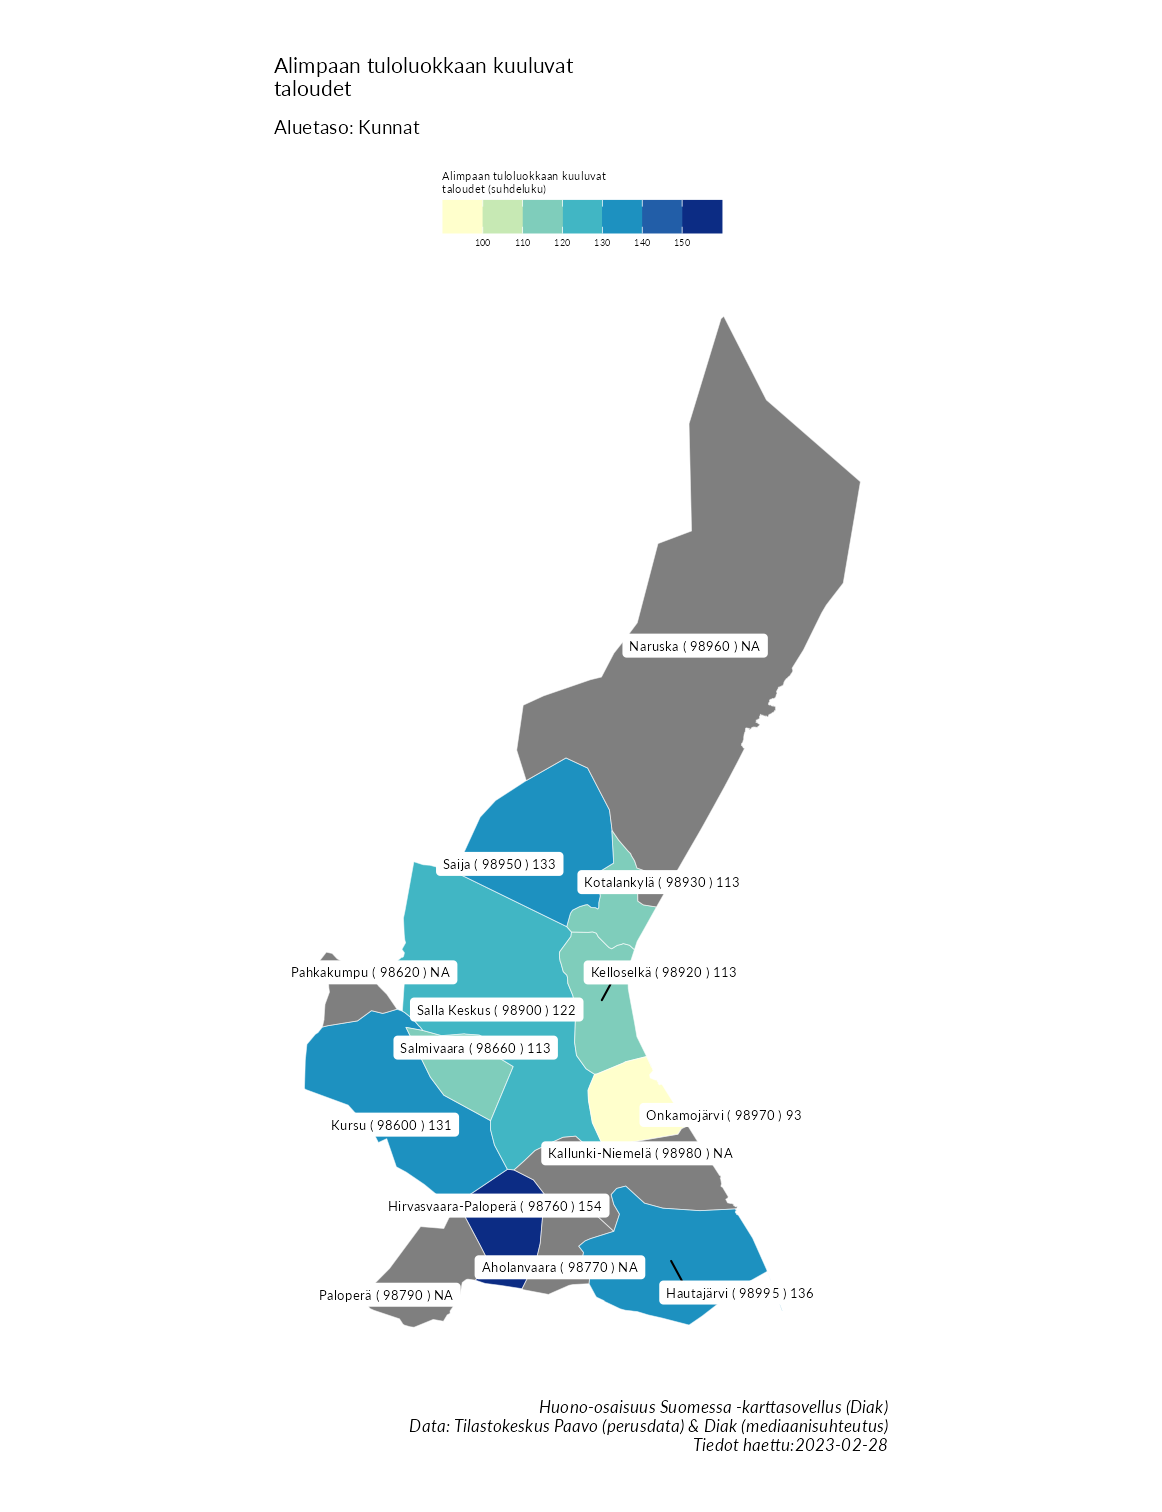 Alimpaan tuloluokkaan kuuluvat
taloudet
Aluetaso: Kunnat
Alimpaan tuloluokkaan kuuluvat
taloudet (suhdeluku)
100 110 120 130 140 150
Naruska ( 98960 ) NA
Saija ( 98950 ) 133
Kotalankylä ( 98930 ) 113
Pahkakumpu ( 98620 ) NA
Kelloselkä ( 98920 ) 113
Salla Keskus ( 98900 ) 122
Salmivaara ( 98660 ) 113
Onkamojärvi ( 98970 ) 93
Kursu ( 98600 ) 131
Kallunki-Niemelä ( 98980 ) NA
Hirvasvaara-Paloperä ( 98760 ) 154
Aholanvaara ( 98770 ) NA
Paloperä ( 98790 ) NA
Hautajärvi ( 98995 ) 136
Huono-osaisuus Suomessa -karttasovellus (Diak)
Data: Tilastokeskus Paavo (perusdata) & Diak (mediaanisuhteutus)
Tiedot haettu:2023-02-28